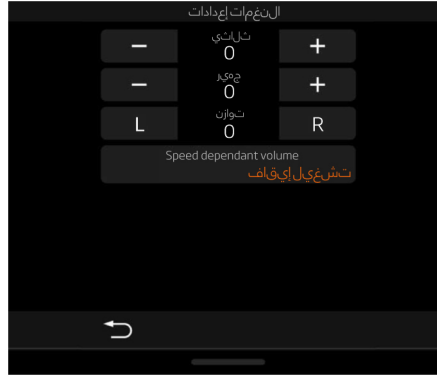 النغمات إعدادات
ثلاثي
− 0 +
جهير
− 0 +
توازن
L 0 R
Speed dependant volume
تشغيل إيقاف